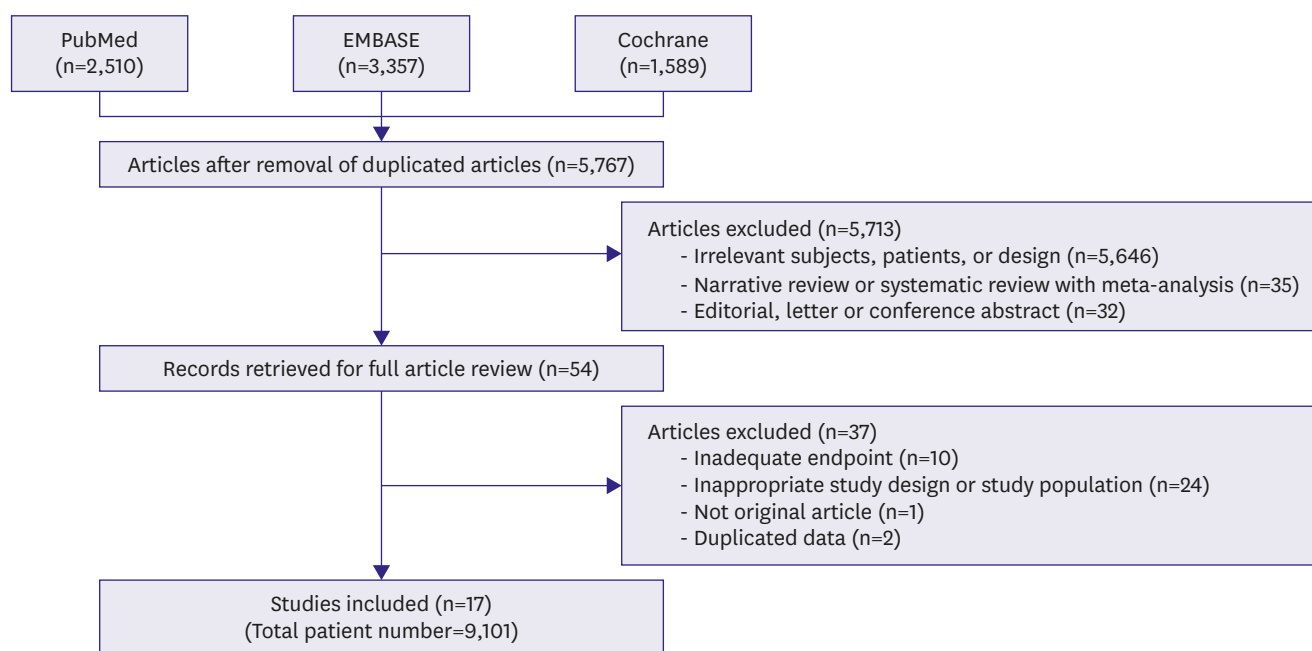 PubMed
(n=2,510)
EMBASE
(n=3,357)
Cochrane
(n=1,589)
Articles after removal of duplicated articles (n=5,767)
Articles excluded (n=5,713)
- Irrelevant subjects, patients, or design (n=5,646)
- Narrative review or systematic review with meta-analysis (n=35)
- Editorial, letter or conference abstract (n=32)
Records retrieved for full article review (n=54)
Articles excluded (n=37)
- Inadequate endpoint (n=10)
- Inappropriate study design or study population (n=24)
- Not original article (n=1)
- Duplicated data (n=2)
Studies included (n=17)
(Total patient number=9,101)